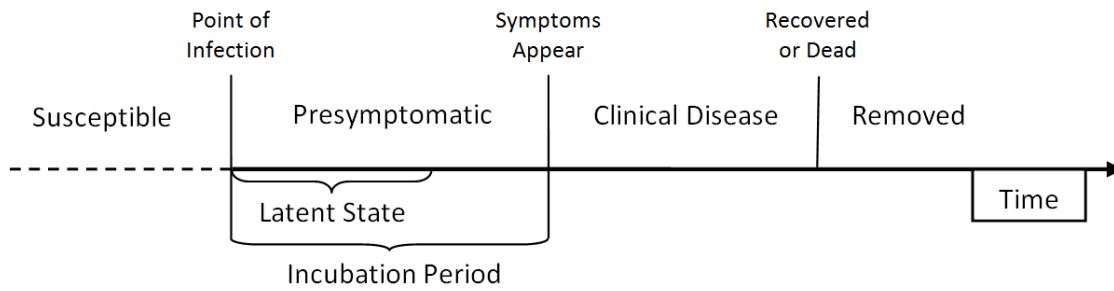 Point of
Infection
Symptoms
Appear
Recovered
or Dead
Susceptible
Presymptomatic
Clinical Disease
Removed
Latent State
Time
Incubation Period